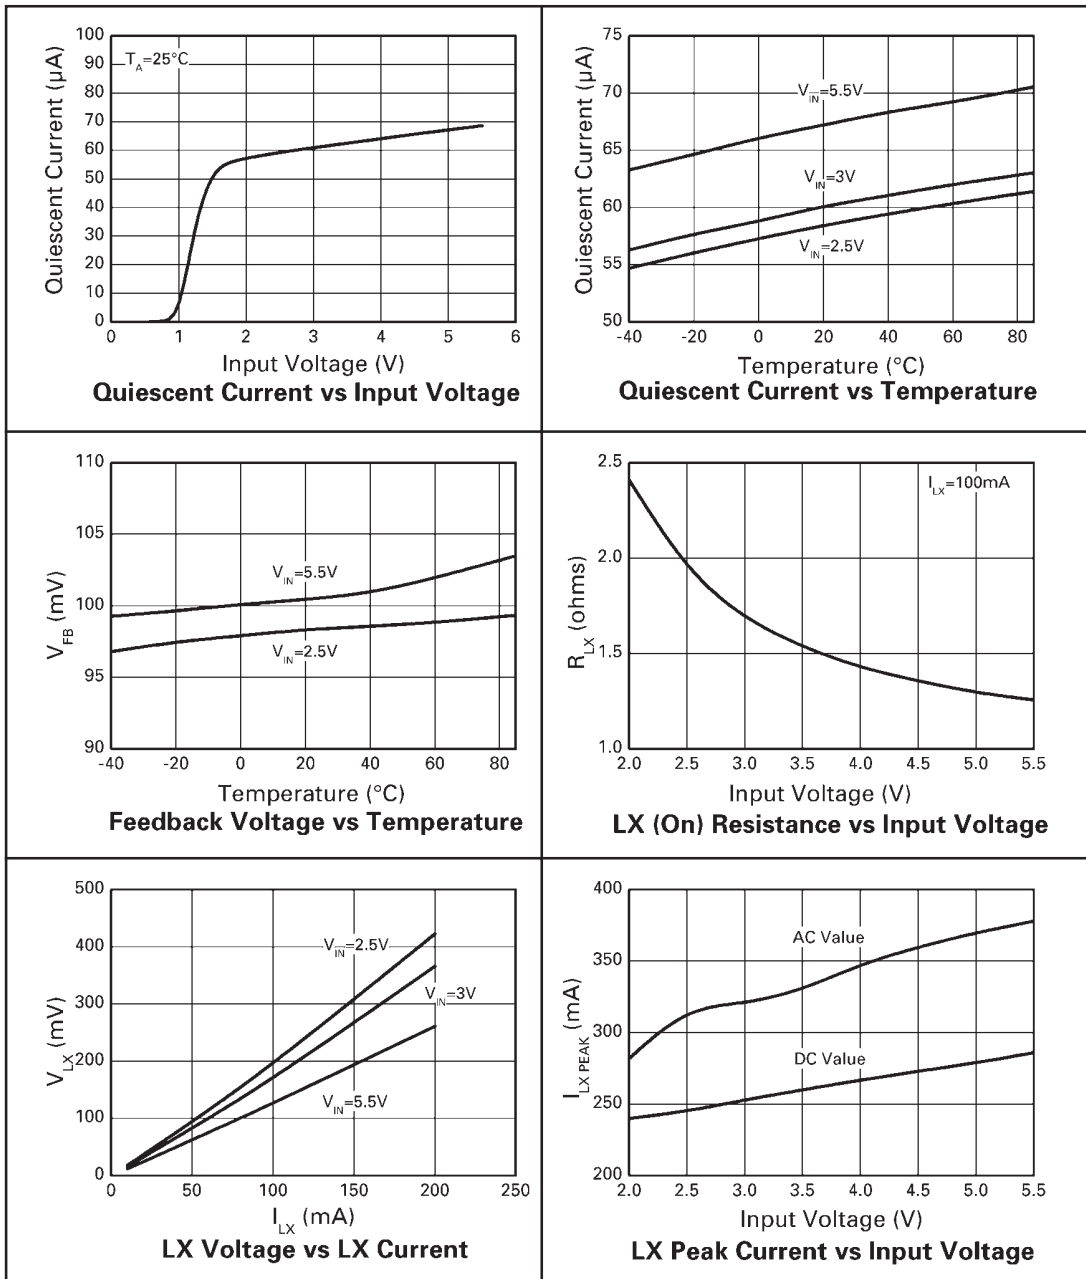 100
90
80
70
60
50
40
30
20
10
0
Quiescent Current (µA)
T_A=25°C
0 1 2 3 4 5 6
Input Voltage (V)
Quiescent Current vs Input Voltage
75
70
65
60
55
50
Quiescent Current (µA)
V_IN=5.5V
V_IN=3V
V_IN=2.5V
-40 -20 0 20 40 60 80
Temperature (°C)
Quiescent Current vs Temperature
110
105
100
95
90
V_FB (mV)
V_IN=5.5V
V_IN=2.5V
-40 -20 0 20 40 60 80
Temperature (°C)
Feedback Voltage vs Temperature
2.5
2.0
1.5
1.0
R_LX (ohms)
I_LX=100mA
2.0 2.5 3.0 3.5 4.0 4.5 5.0 5.5
Input Voltage (V)
LX (On) Resistance vs Input Voltage
500
400
300
200
100
0
V_LX (mV)
V_IN=2.5V
V_IN=3V
V_IN=5.5V
0 50 100 150 200 250
I_LX (mA)
LX Voltage vs LX Current
400
350
300
250
200
I_LX PEAK (mA)
AC Value
DC Value
2.0 2.5 3.0 3.5 4.0 4.5 5.0 5.5
Input Voltage (V)
LX Peak Current vs Input Voltage